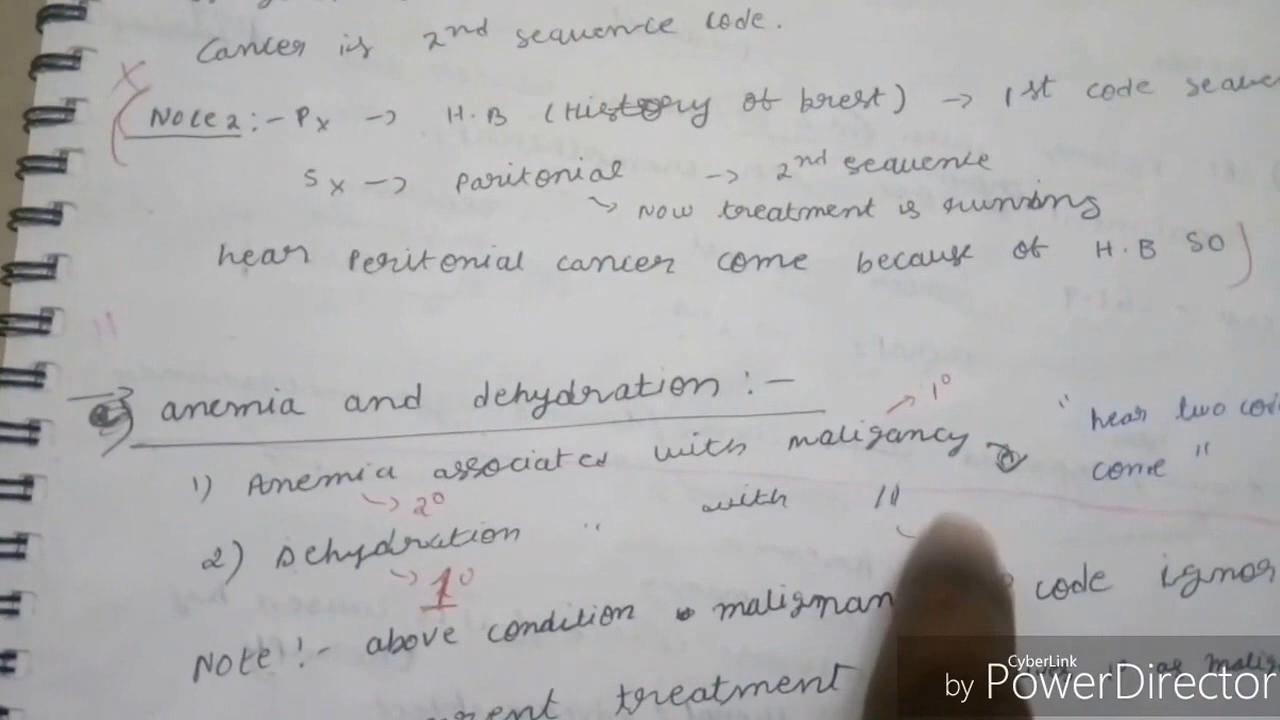 Cancer is 2nd sequence code.
Note2:- Px -> H.B (History of brest) -> 1st code seque
Sx -> Paritonial -> 2nd sequence
-> Now treatment is running
hear Peritonial cancer come because of H.B SO)
anemia and dehydration:-
1) Anemia associated with maligancy
-> 1°
-> 2°
"hear two cod
come"
2) Dehydration " with 11
-> 1°
Note!- above condition malignan code ignor
treatment
CyberLink
by PowerDirector